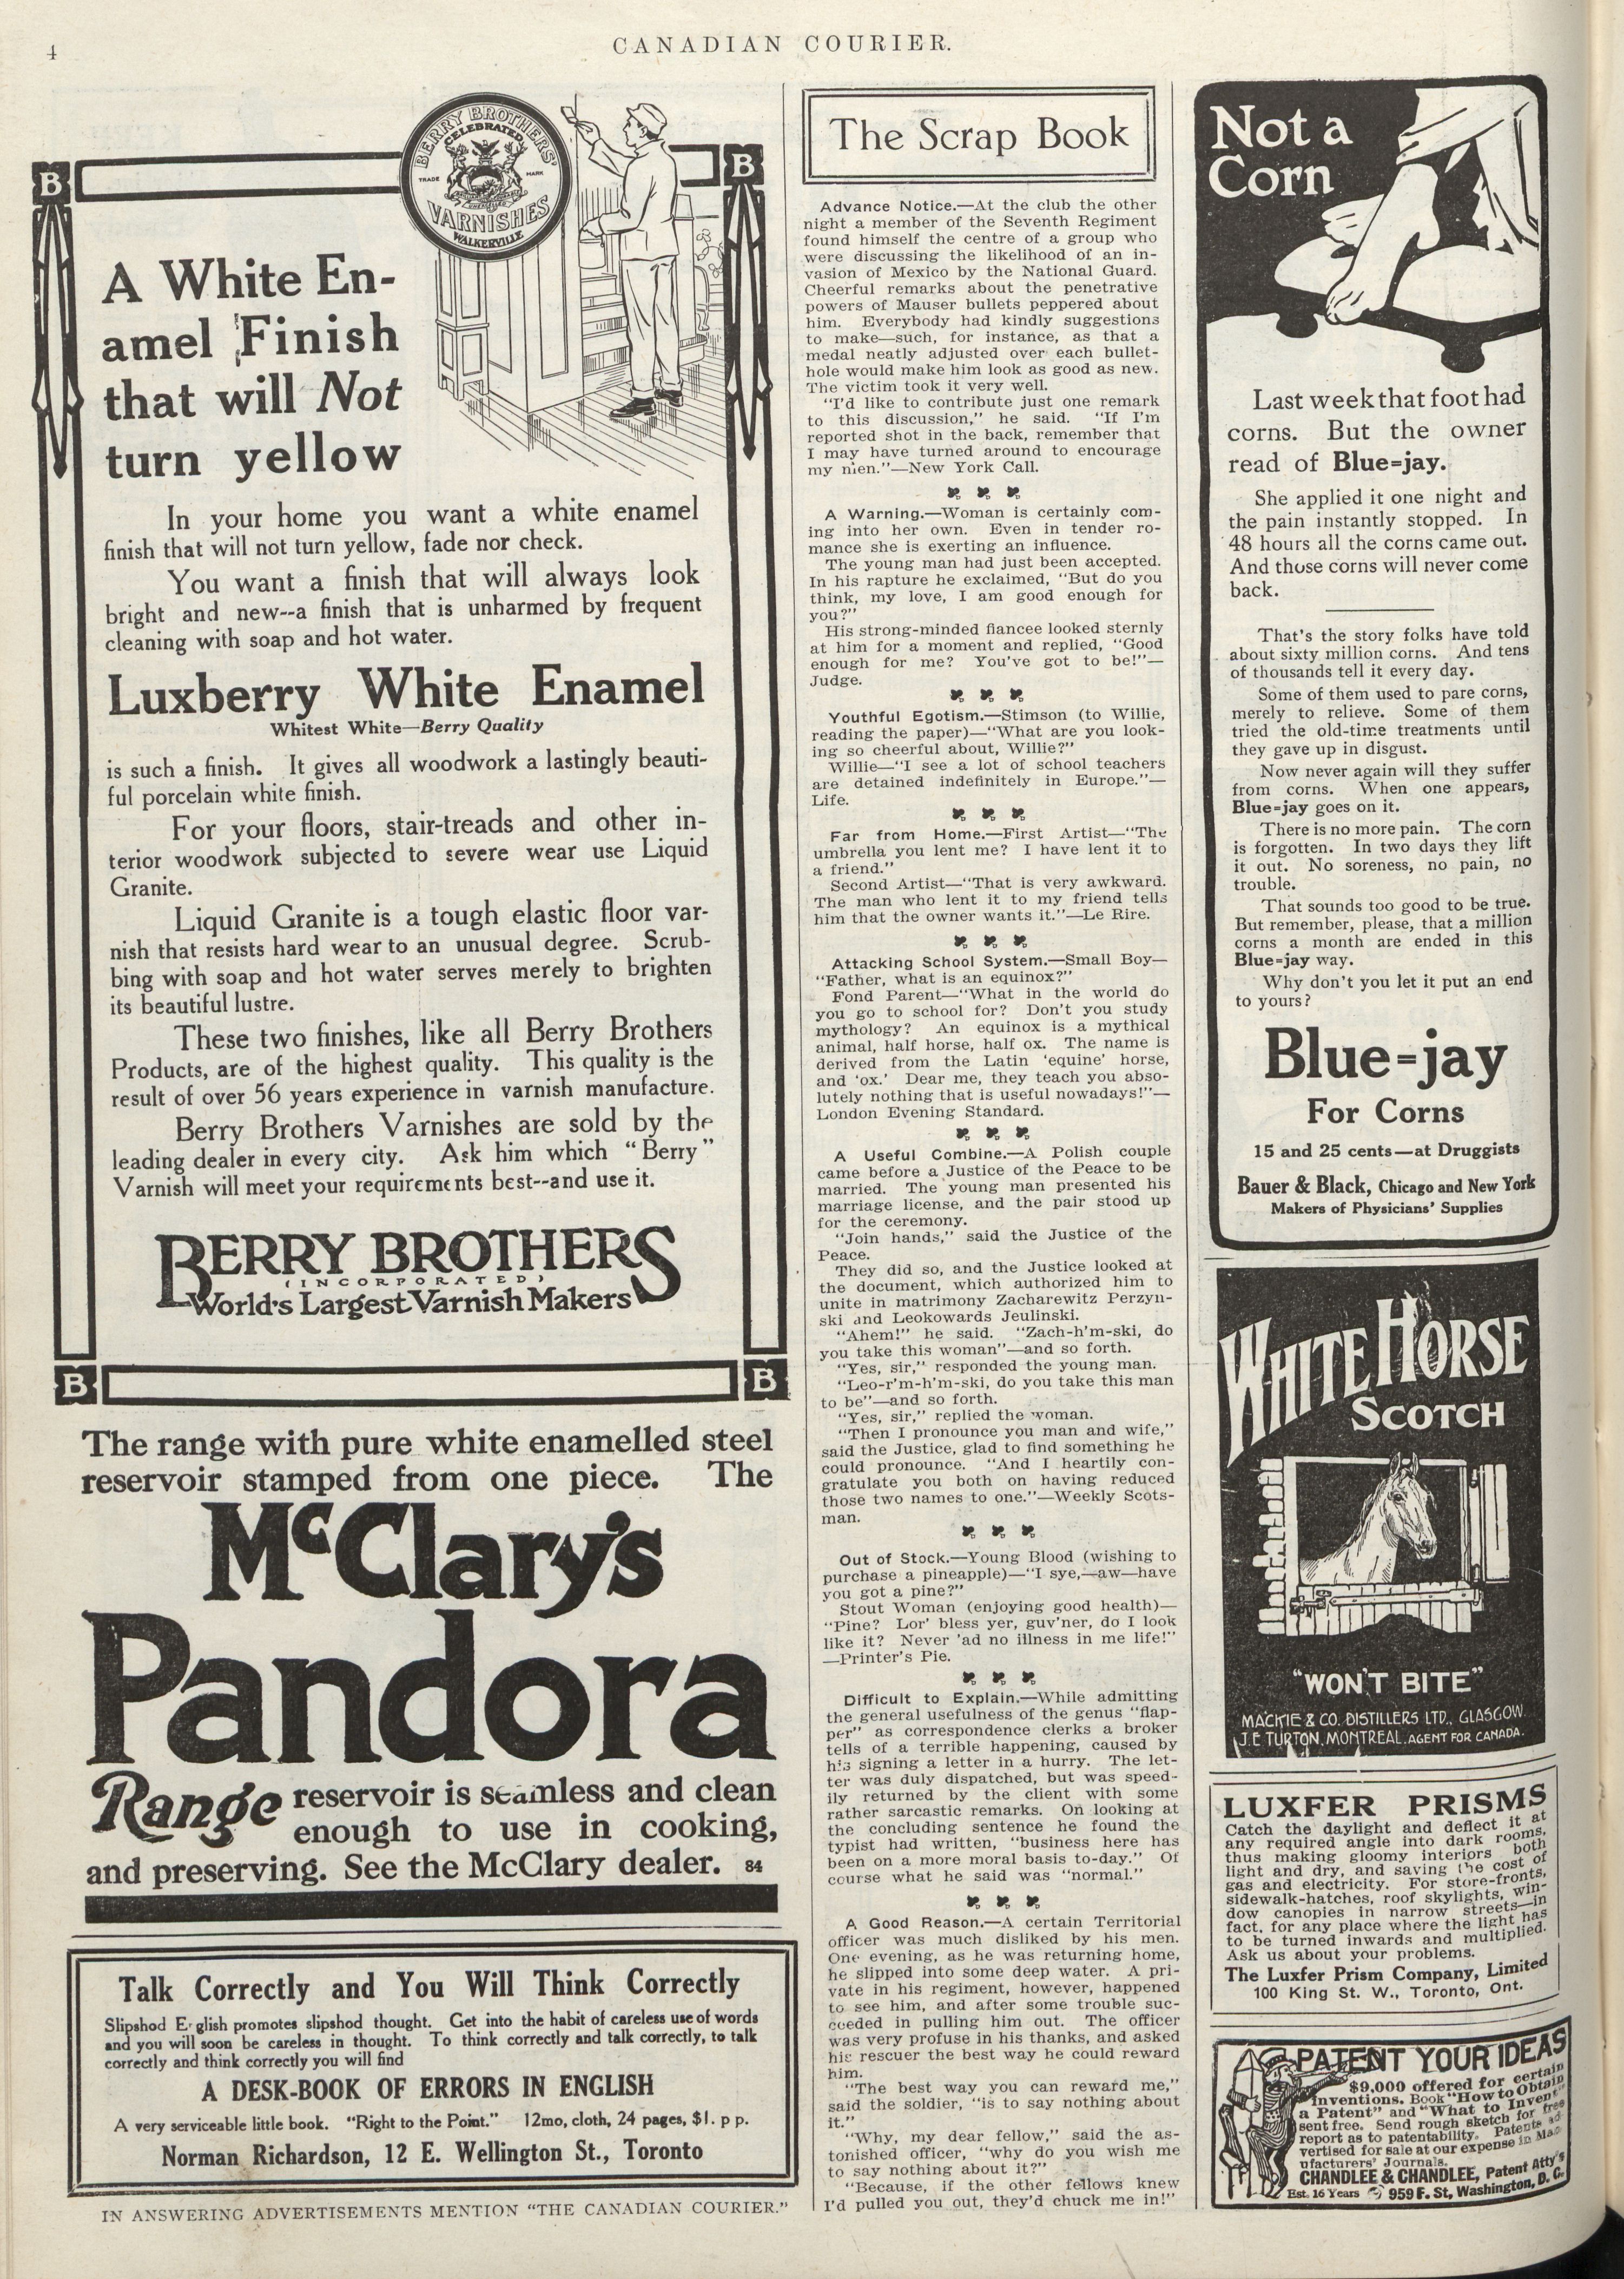 4
CANADIAN COURIER.
BERRY BROTHERS'
CELEBRATED
TRADE MARK
VARNISHES
WALKERVILLE
B
B
A White En-
amel Finish
that will Not
turn yellow
In your home you want a white enamel
finish that will not turn yellow, fade nor check.
You want a finish that will always look
bright and new--a finish that is unharmed by frequent
cleaning with soap and hot water.
Luxberry White Enamel
Whitest White—Berry Quality
is such a finish. It gives all woodwork a lastingly beauti-
ful porcelain white finish.
For your floors, stair-treads and other in-
terior woodwork subjected to severe wear use Liquid
Granite.
Liquid Granite is a tough elastic floor var-
nish that resists hard wear to an unusual degree. Scrub-
bing with soap and hot water serves merely to brighten
its beautiful lustre.
These two finishes, like all Berry Brothers
Products, are of the highest quality. This quality is the
result of over 56 years experience in varnish manufacture.
Berry Brothers Varnishes are sold by the
leading dealer in every city. Ask him which "Berry"
Varnish will meet your requirements best--and use it.
BERRY BROTHERS
(INCORPORATED)
World's Largest Varnish Makers
B
B
The range with pure white enamelled steel
reservoir stamped from one piece. The
McClary's
Pandora
Range reservoir is seamless and clean
enough to use in cooking,
and preserving. See the McClary dealer. 84
Talk Correctly and You Will Think Correctly
Slipshod English promotes slipshod thought. Get into the habit of careless use of words
and you will soon be careless in thought. To think correctly and talk correctly, to talk
correctly and think correctly you will find
A DESK-BOOK OF ERRORS IN ENGLISH
A very serviceable little book. "Right to the Point." 12mo, cloth, 24 pages, $1. p p.
Norman Richardson, 12 E. Wellington St., Toronto
IN ANSWERING ADVERTISEMENTS MENTION "THE CANADIAN COURIER."
The Scrap Book
Advance Notice.—At the club the other
night a member of the Seventh Regiment
found himself the centre of a group who
were discussing the likelihood of an in-
vasion of Mexico by the National Guard.
Cheerful remarks about the penetrative
powers of Mauser bullets peppered about
him. Everybody had kindly suggestions
to make—such, for instance, as that a
medal neatly adjusted over each bullet-
hole would make him look as good as new.
The victim took it very well.
"I'd like to contribute just one remark
to this discussion," he said. "If I'm
reported shot in the back, remember that
I may have turned around to encourage
my men."—New York Call.
A Warning.—Woman is certainly com-
ing into her own. Even in tender ro-
mance she is exerting an influence.
The young man had just been accepted.
In his rapture he exclaimed, "But do you
think, my love, I am good enough for
you?"
His strong-minded fiancee looked sternly
at him for a moment and replied, "Good
enough for me? You've got to be!"—
Judge.
Youthful Egotism.—Stimson (to Willie,
reading the paper)—"What are you look-
ing so cheerful about, Willie?"
Willie—"I see a lot of school teachers
are detained indefinitely in Europe."—
Life.
Far from Home.—First Artist—"The
umbrella you lent me? I have lent it to
a friend."
Second Artist—"That is very awkward.
The man who lent it to my friend tells
him that the owner wants it."—Le Rire.
Attacking School System.—Small Boy—
"Father, what is an equinox?"
Fond Parent—"What in the world do
you go to school for? Don't you study
mythology? An equinox is a mythical
animal, half horse, half ox. The name is
derived from the Latin 'equine' horse,
and 'ox.' Dear me, they teach you abso-
lutely nothing that is useful nowadays!"—
London Evening Standard.
A Useful Combine.—A Polish couple
came before a Justice of the Peace to be
married. The young man presented his
marriage license, and the pair stood up
for the ceremony.
"Join hands," said the Justice of the
Peace.
They did so, and the Justice looked at
the document, which authorized him to
unite in matrimony Zacharewitz Perzyn-
ski and Leokowards Jeulinski.
"Ahem!" he said. "Zach-h'm-ski, do
you take this woman"—and so forth.
"Yes, sir," responded the young man.
"Leo-r'm-h'm-ski, do you take this man
to be"—and so forth.
"Yes, sir," replied the woman.
"Then I pronounce you man and wife,"
said the Justice, glad to find something he
could pronounce. "And I heartily con-
gratulate you both on having reduced
those two names to one."—Weekly Scots-
man.
Out of Stock.—Young Blood (wishing to
purchase a pineapple)—"I sye,—aw—have
you got a pine?"
Stout Woman (enjoying good health)—
"Pine? Lor' bless yer, guv'ner, do I look
like it? Never 'ad no illness in me life!"
—Printer's Pie.
Difficult to Explain.—While admitting
the general usefulness of the genus "flap-
per" as correspondence clerks a broker
tells of a terrible happening, caused by
his signing a letter in a hurry. The let-
ter was duly dispatched, but was speed-
ily returned by the client with some
rather sarcastic remarks. On looking at
the concluding sentence he found the
typist had written, "business here has
been on a more moral basis to-day." Of
course what he said was "normal."
A Good Reason.—A certain Territorial
officer was much disliked by his men.
One evening, as he was returning home,
he slipped into some deep water. A pri-
vate in his regiment, however, happened
to see him, and after some trouble suc-
ceeded in pulling him out. The officer
was very profuse in his thanks, and asked
his rescuer the best way he could reward
him.
"The best way you can reward me,"
said the soldier, "is to say nothing about
it."
"Why, my dear fellow," said the as-
tonished officer, "why do you wish me
to say nothing about it?"
"Because, if the other fellows knew
I'd pulled you out, they'd chuck me in!"
Not a
Corn
Last week that foot had
corns. But the owner
read of Blue=jay.
She applied it one night and
the pain instantly stopped. In
48 hours all the corns came out.
And those corns will never come
back.
That's the story folks have told
about sixty million corns. And tens
of thousands tell it every day.
Some of them used to pare corns,
merely to relieve. Some of them
tried the old-time treatments until
they gave up in disgust.
Now never again will they suffer
from corns. When one appears,
Blue=jay goes on it.
There is no more pain. The corn
is forgotten. In two days they lift
it out. No soreness, no pain, no
trouble.
That sounds too good to be true.
But remember, please, that a million
corns a month are ended in this
Blue=jay way.
Why don't you let it put an end
to yours?
Blue=jay
For Corns
15 and 25 cents—at Druggists
Bauer & Black, Chicago and New York
Makers of Physicians' Supplies
WHITE HORSE
SCOTCH
"WON'T BITE"
MACKIE & CO. DISTILLERS LTD., GLASGOW.
J.E TURTON, MONTREAL. AGENT FOR CANADA.
LUXFER PRISMS
Catch the daylight and deflect it at
any required angle into dark rooms,
thus making gloomy interiors both
light and dry, and saving the cost of
gas and electricity. For store-fronts,
sidewalk-hatches, roof skylights, win-
dow canopies in narrow streets—in
fact, for any place where the light has
to be turned inwards and multiplied.
Ask us about your problems.
The Luxfer Prism Company, Limited
100 King St. W., Toronto, Ont.
PATENT YOUR IDEAS
$9,000 offered for certain
inventions. Book "How to Obtain
a Patent" and "What to Invent"
sent free. Send rough sketch for free
report as to patentability. Patents ad-
vertised for sale at our expense in Man-
ufacturers' Journals.
CHANDLEE & CHANDLEE, Patent Att'ys
Est. 16 Years 959 F. St, Washington, D. C.